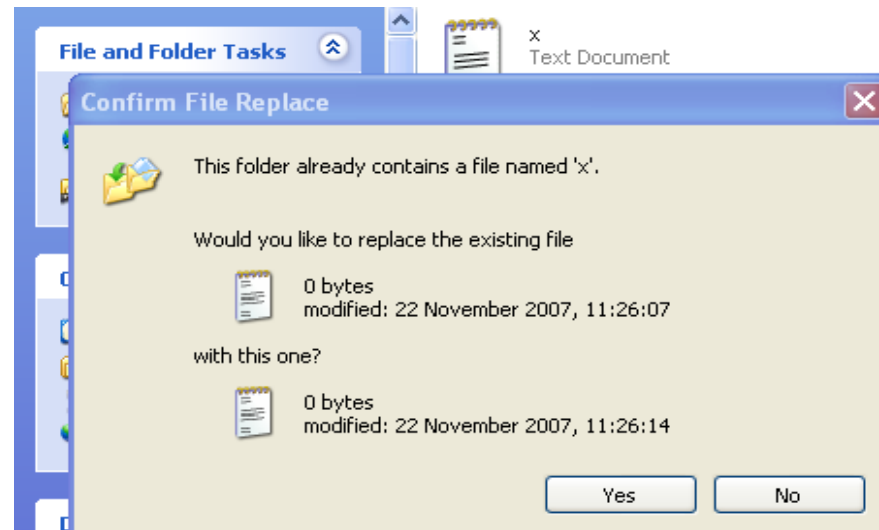 File and Folder Tasks
x
Text Document
Confirm File Replace
This folder already contains a file named 'x'.
Would you like to replace the existing file
0 bytes
modified: 22 November 2007, 11:26:07
with this one?
0 bytes
modified: 22 November 2007, 11:26:14
Yes
No